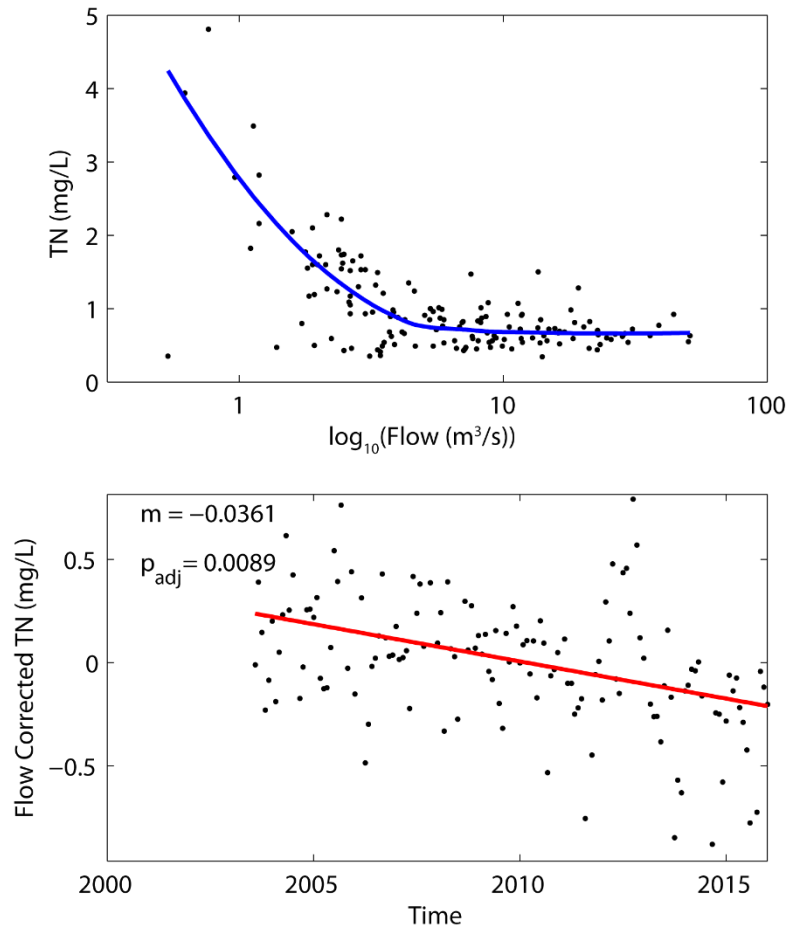 5
4
3
2
1
0
TN (mg/L)
1 10 100
log₁₀(Flow (m³/s))
m = −0.0361
p_adj = 0.0089
0.5
0
−0.5
Flow Corrected TN (mg/L)
2000 2005 2010 2015
Time